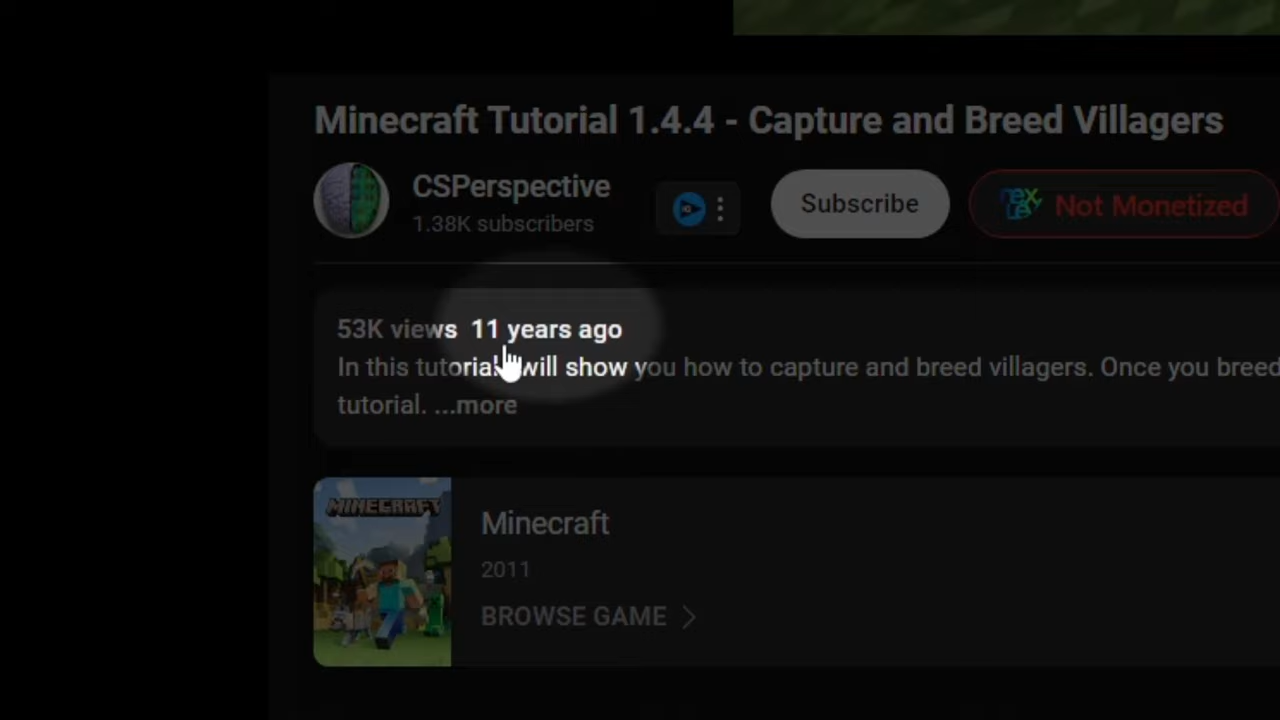 Minecraft Tutorial 1.4.4 - Capture and Breed Villagers
CSPerspective
1.38K subscribers
Subscribe
nexlev Not Monetized
53K views 11 years ago
In this tutorial will show you how to capture and breed villagers. Once you breed
tutorial. ...more
MINECRAFT
Minecraft
2011
BROWSE GAME